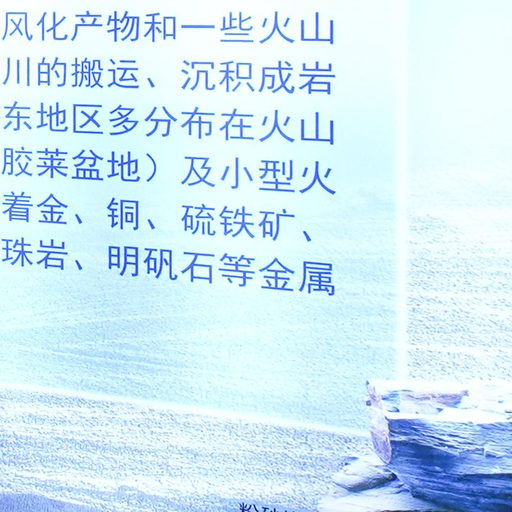 风化产物和一些火山
川的搬运、沉积成岩
东地区多分布在火山
胶莱盆地）及小型火
着金、铜、硫铁矿、
珠岩、明矾石等金属